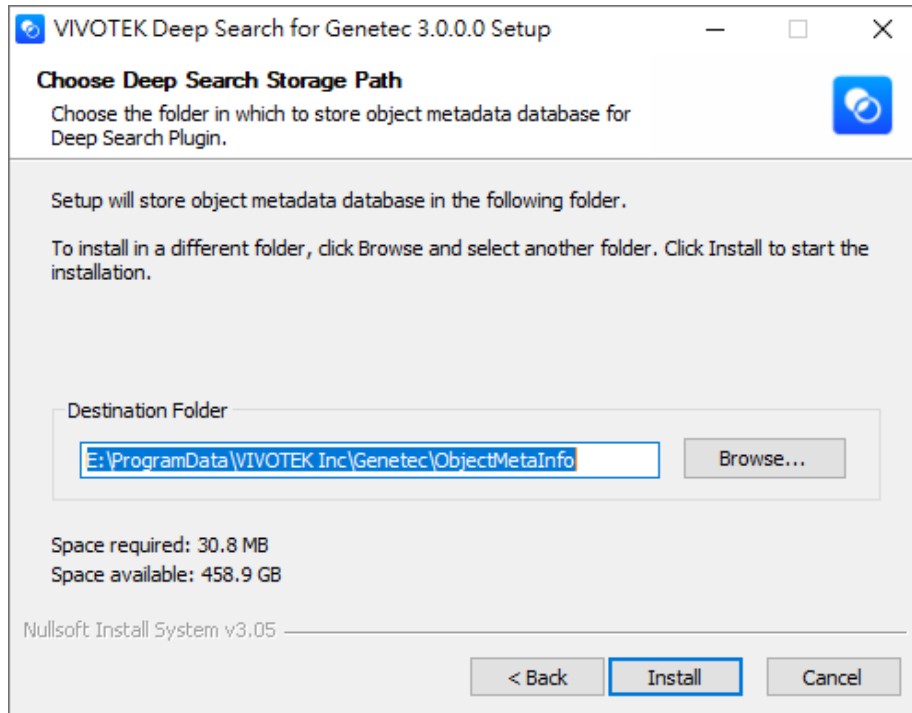 VIVOTEK Deep Search for Genetec 3.0.0.0 Setup
Choose Deep Search Storage Path
Choose the folder in which to store object metadata database for
Deep Search Plugin.
Setup will store object metadata database in the following folder.
To install in a different folder, click Browse and select another folder. Click Install to start the
installation.
Destination Folder
E:\ProgramData\VIVOTEK Inc\Genetec\ObjectMetaInfo
Browse...
Space required: 30.8 MB
Space available: 458.9 GB
Nullsoft Install System v3.05
< Back
Install
Cancel